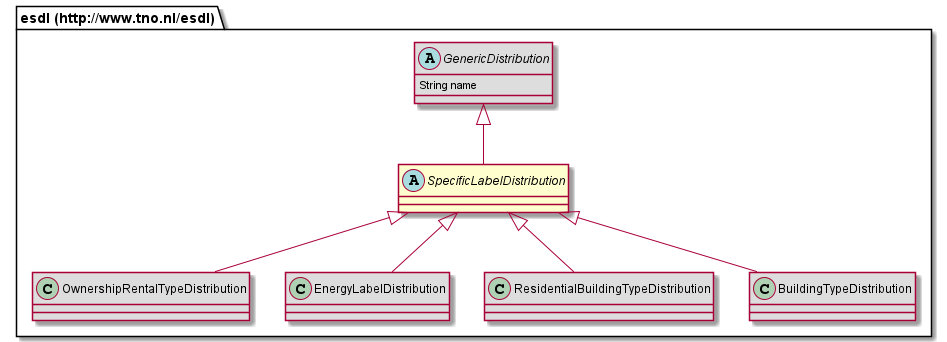 esdl (http://www.tno.nl/esdl)
A GenericDistribution
String name
A SpecificLabelDistribution
C OwnershipRentalTypeDistribution
C EnergyLabelDistribution
C ResidentialBuildingTypeDistribution
C BuildingTypeDistribution